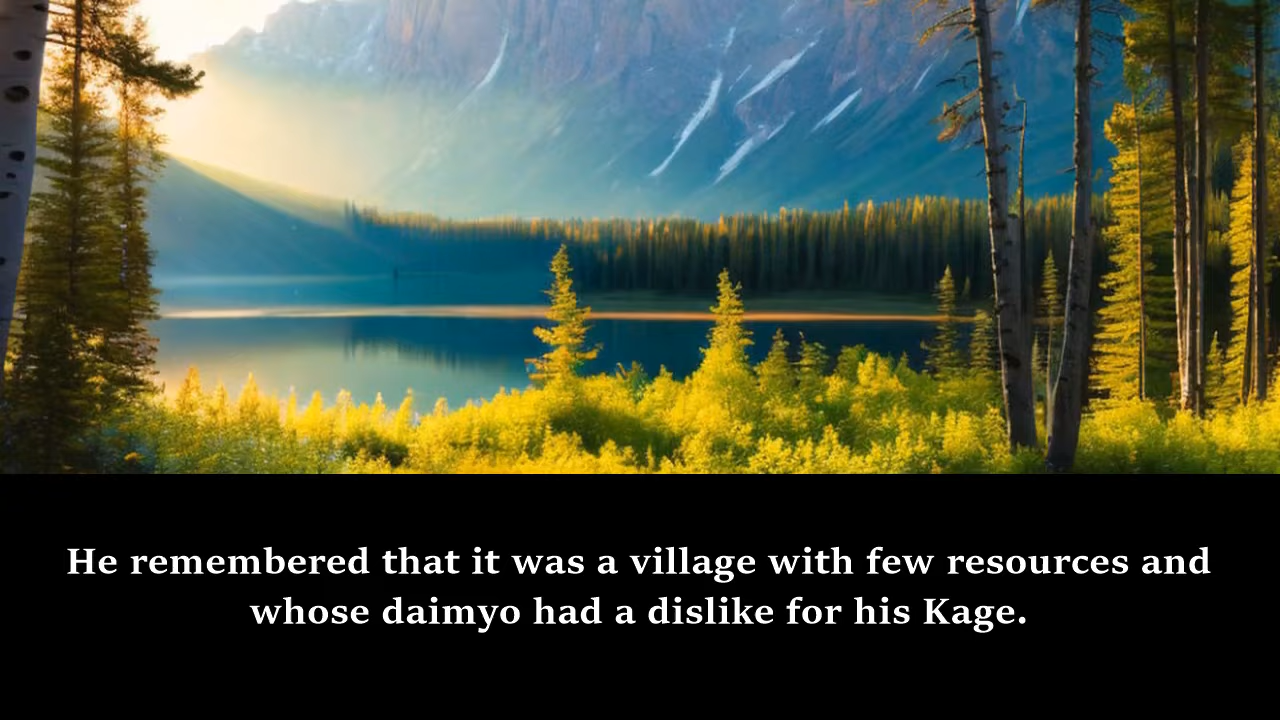 He remembered that it was a village with few resources and
whose daimyo had a dislike for his Kage.